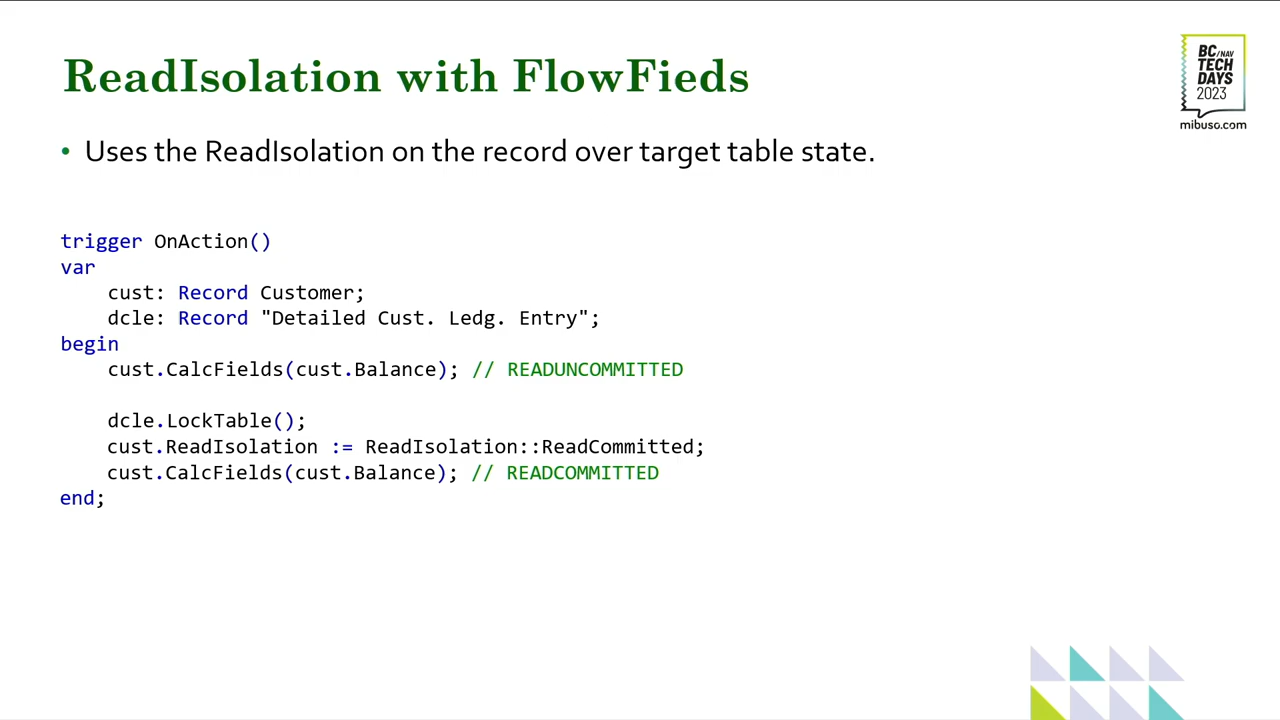 ReadIsolation with FlowFieds
BC/NAV
TECH
DAYS
2023
mibuso.com
• Uses the ReadIsolation on the record over target table state.
trigger OnAction()
var
    cust: Record Customer;
    dcle: Record "Detailed Cust. Ledg. Entry";
begin
    cust.CalcFields(cust.Balance); // READUNCOMMITTED
    dcle.LockTable();
    cust.ReadIsolation := ReadIsolation::ReadCommitted;
    cust.CalcFields(cust.Balance); // READCOMMITTED
end;